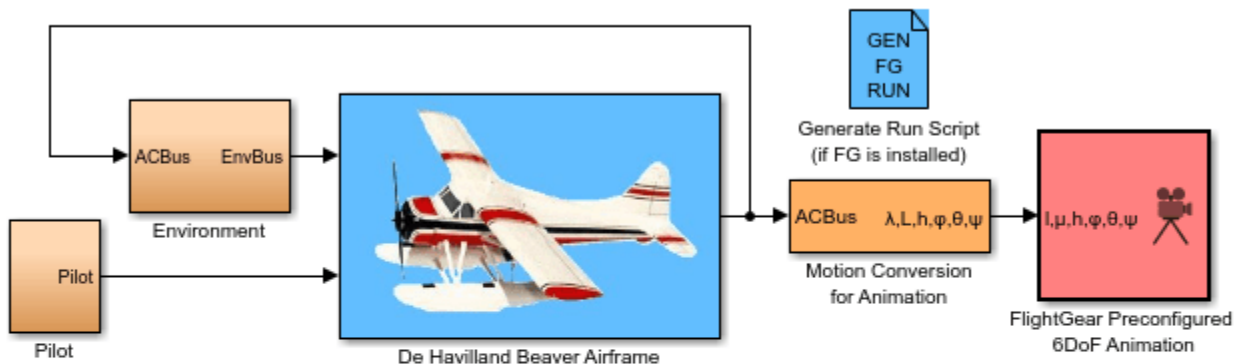 GEN
FG
RUN
Generate Run Script
(if FG is installed)
ACBus EnvBus
Environment
Pilot
Pilot
De Havilland Beaver Airframe
ACBus λ,L,h,φ,θ,ψ
Motion Conversion
for Animation
l,μ,h,φ,θ,ψ
FlightGear Preconfigured
6DoF Animation